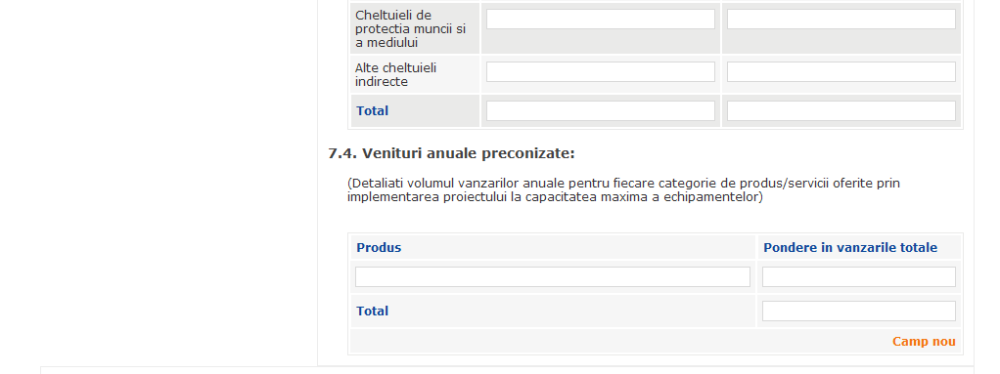 Cheltuieli de
protectia muncii si
a mediului
Alte cheltuieli
indirecte
Total
7.4. Venituri anuale preconizate:
(Detaliati volumul vanzarilor anuale pentru fiecare categorie de produs/servicii oferite prin
implementarea proiectului la capacitatea maxima a echipamentelor)
Produs Pondere in vanzarile totale
Total
Camp nou